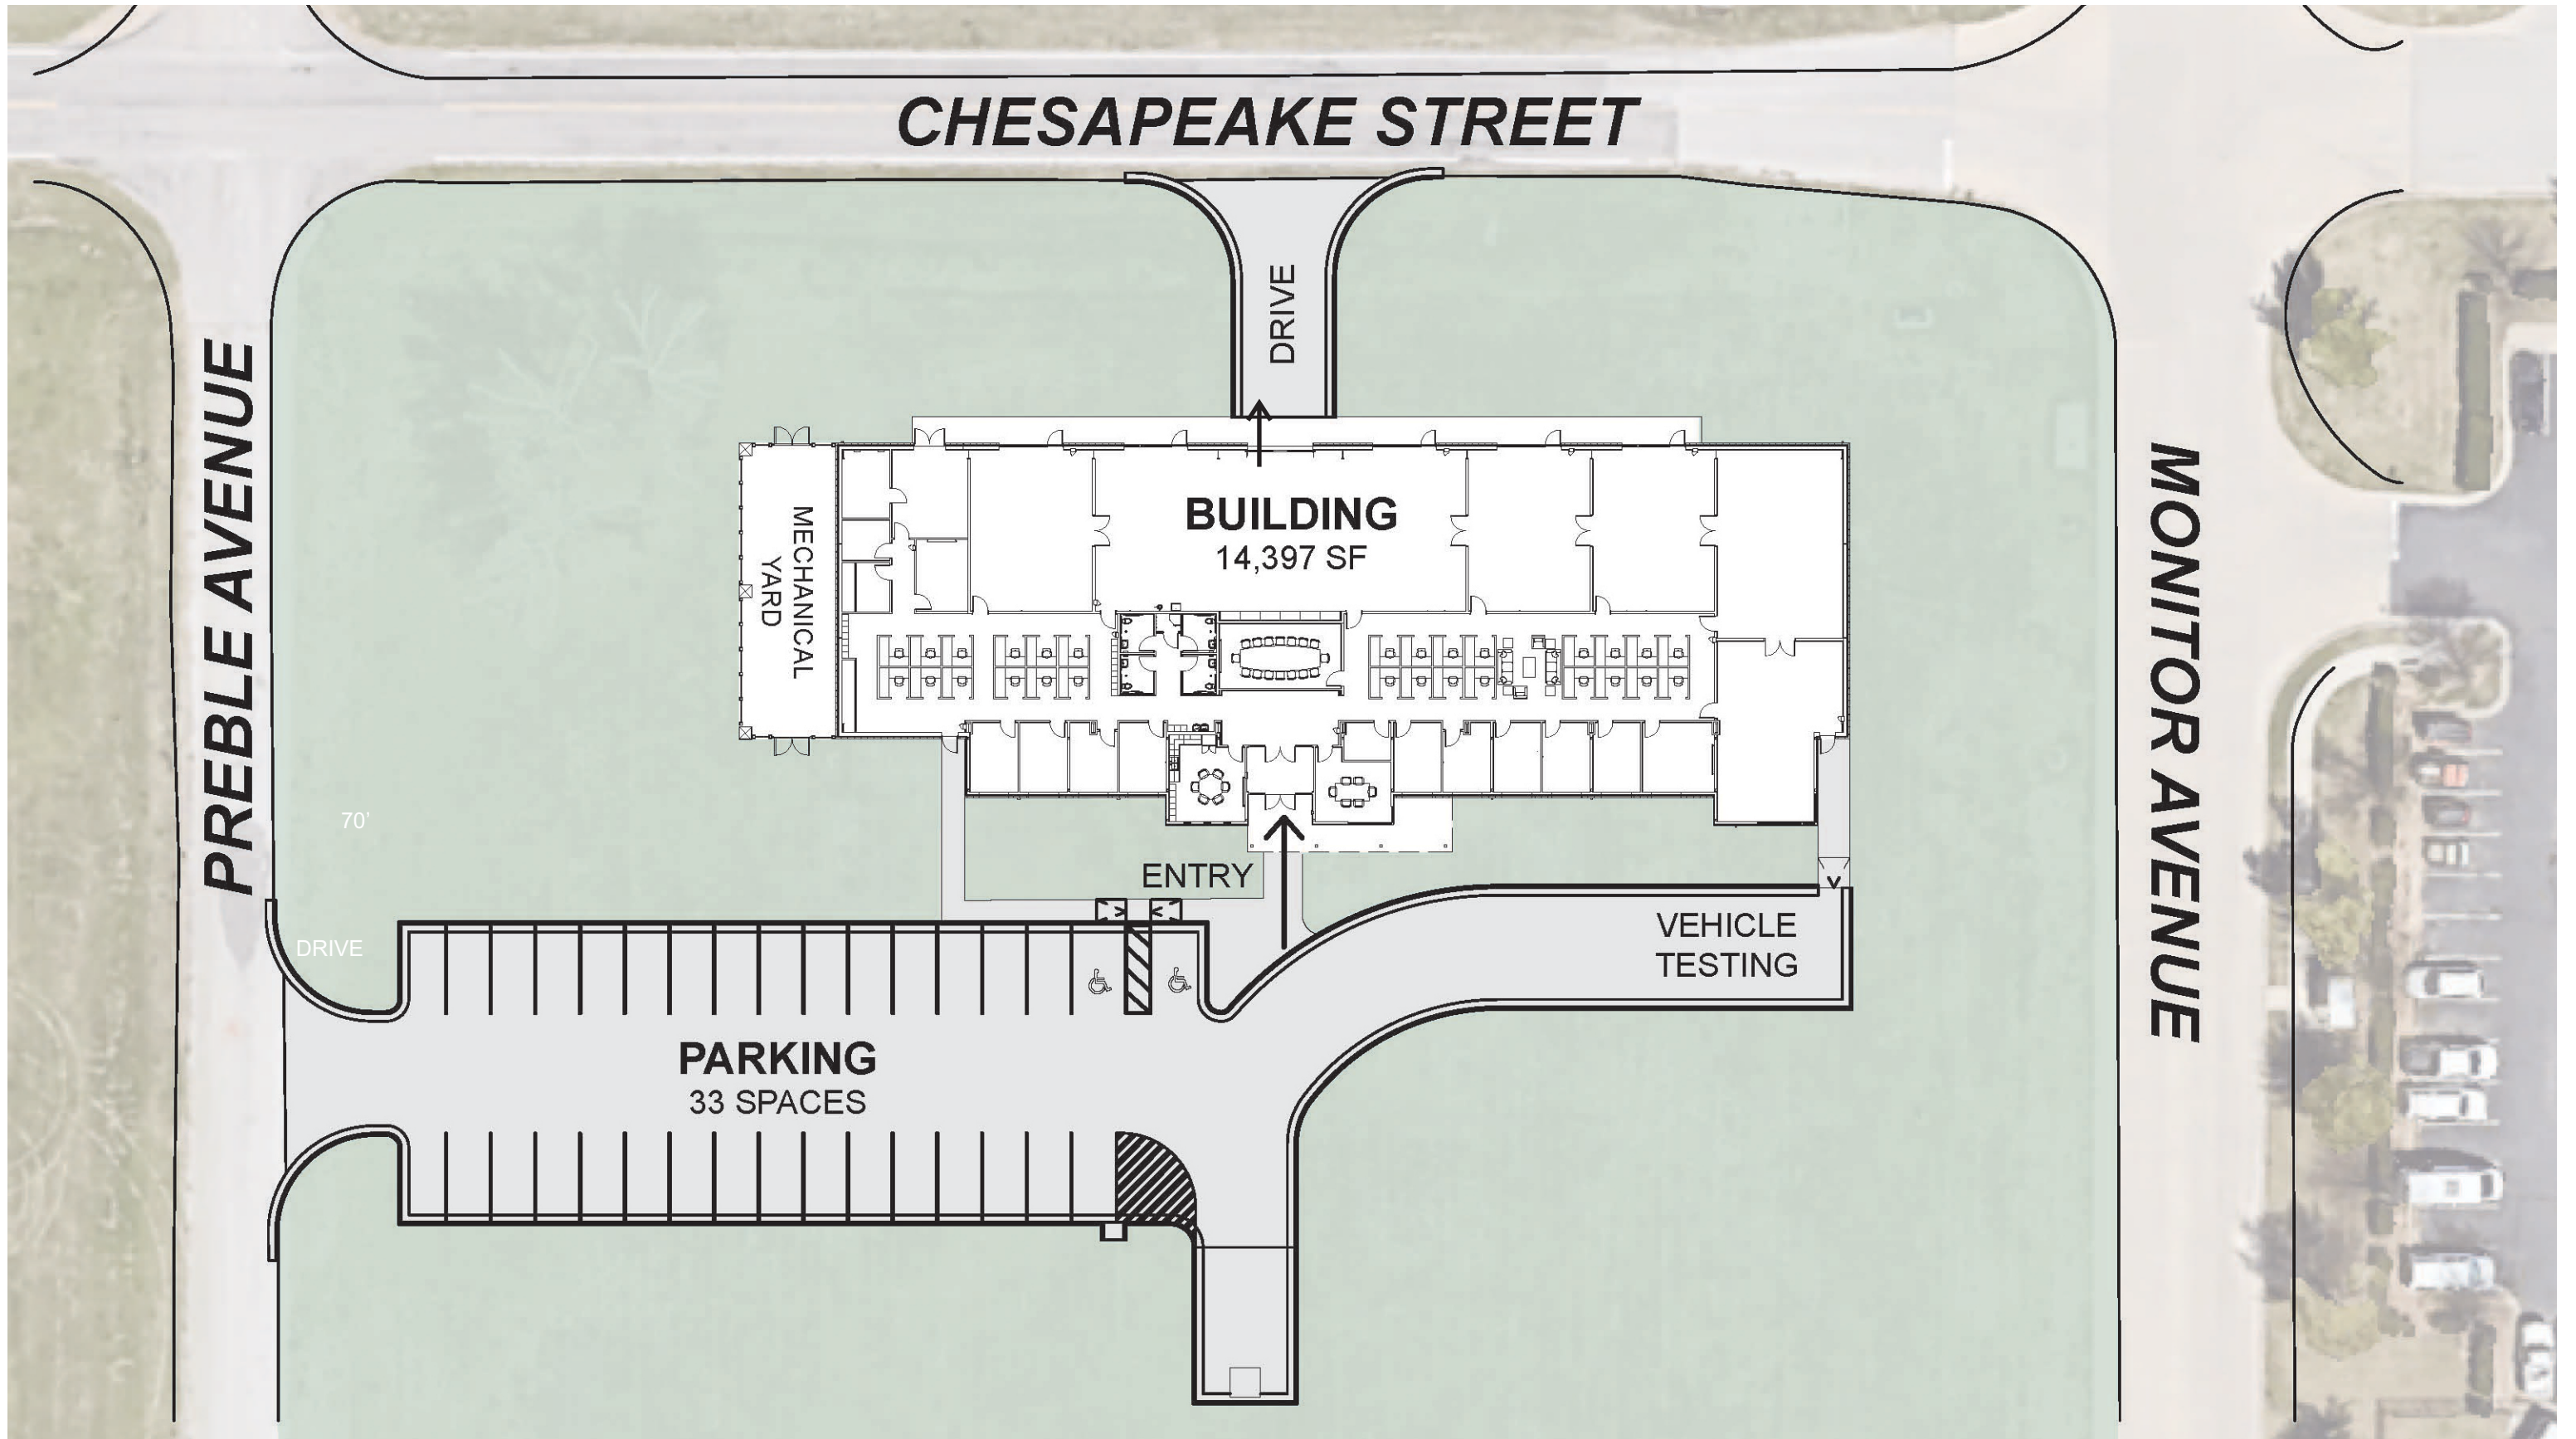 CHESAPEAKE STREET
DRIVE
PREBLE AVENUE
MONITOR AVENUE
BUILDING
14,397 SF
MECHANICAL
YARD
70'
ENTRY
DRIVE
VEHICLE
TESTING
PARKING
33 SPACES